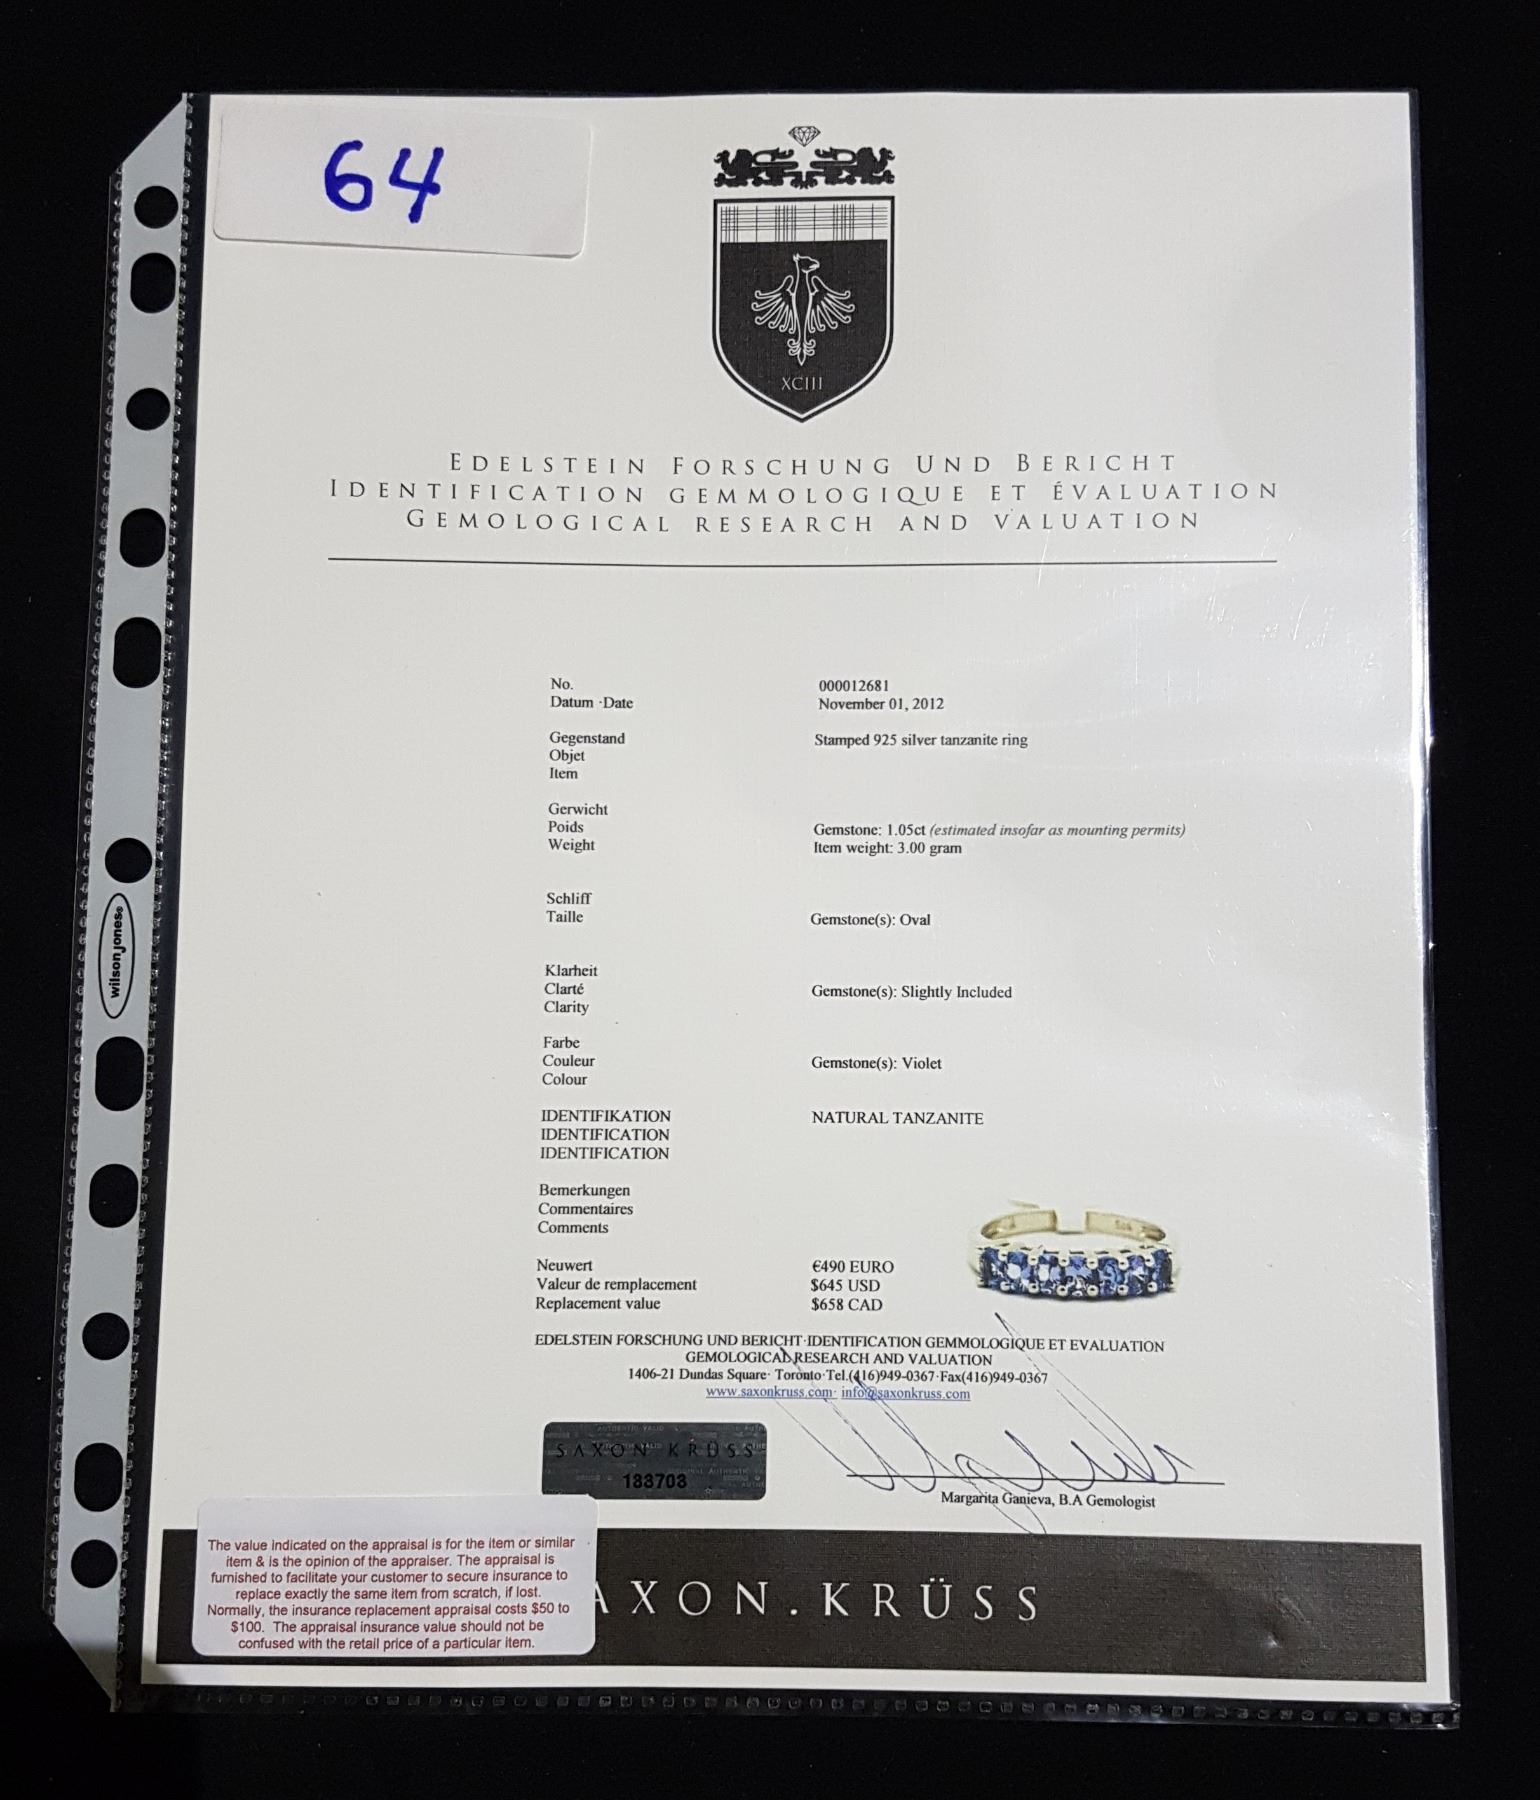 64
XCIII
EDELSTEIN FORSCHUNG UND BERICHT
IDENTIFICATION GEMMOLOGIQUE ET ÉVALUATION
GEMOLOGICAL RESEARCH AND VALUATION
No. 000012681
Datum ·Date November 01, 2012
Gegenstand Stamped 925 silver tanzanite ring
Objet
Item
Gerwicht
Poids Gemstone: 1.05ct (estimated insofar as mounting permits)
Weight Item weight: 3.00 gram
Schliff
Taille Gemstone(s): Oval
Klarheit
Clarté Gemstone(s): Slightly Included
Clarity
Farbe
Couleur Gemstone(s): Violet
Colour
IDENTIFIKATION NATURAL TANZANITE
IDENTIFICATION
IDENTIFICATION
Bemerkungen
Commentaires
Comments
Neuwert €490 EURO
Valeur de remplacement $645 USD
Replacement value $658 CAD
EDELSTEIN FORSCHUNG UND BERICHT·IDENTIFICATION GEMMOLOGIQUE ET EVALUATION
GEMOLOGICAL RESEARCH AND VALUATION
1406-21 Dundas Square· Toronto·Tel.(416)949-0367·Fax(416)949-0367
www.saxonkruss.com· info@saxonkruss.com
SAXON.KRÜSS
188708
Margarita Ganieva, B.A Gemologist
The value indicated on the appraisal is for the item or similar
item & is the opinion of the appraiser. The appraisal is
furnished to facilitate your customer to secure insurance to
replace exactly the same item from scratch, if lost.
Normally, the insurance replacement appraisal costs $50 to
$100. The appraisal insurance value should not be
confused with the retail price of a particular item.
AXON.KRÜSS
wilsonjones®